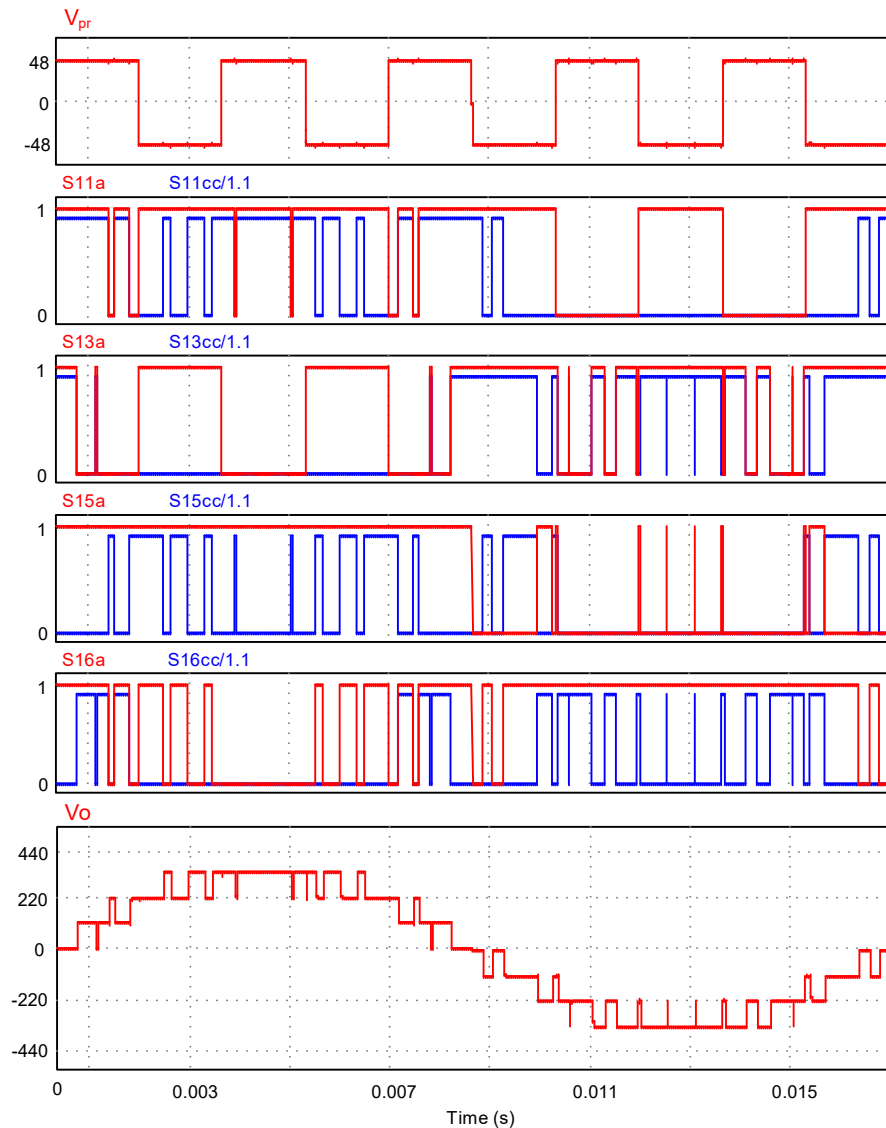 Vpr
48
0
-48
S11a S11cc/1.1
1
0
S13a S13cc/1.1
1
0
S15a S15cc/1.1
1
0
S16a S16cc/1.1
1
0
Vo
440
220
0
-220
-440
0 0.003 0.007 0.011 0.015
Time (s)